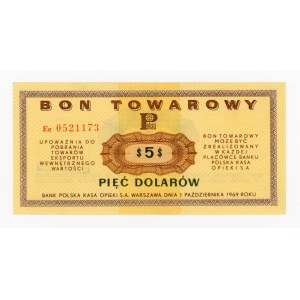 BON TOWAROWY
P
Ee 0521173
UPOWAŻNIA DO
POBRANIA
TOWARÓW
EKSPORTU
WEWNĘTRZNEGO
WARTOŚCI
$5$
BON TOWAROWY
MOŻE BYĆ
ZREALIZOWANY
W KAŻDEJ
PLACÓWCE BANKU
POLSKA KASA
OPIEKI S.A.
PIĘĆ DOLARÓW
BANK POLSKA KASA OPIEKI S.A. WARSZAWA, DNIA 1 PAŹDZIERNIKA 1969 ROKU